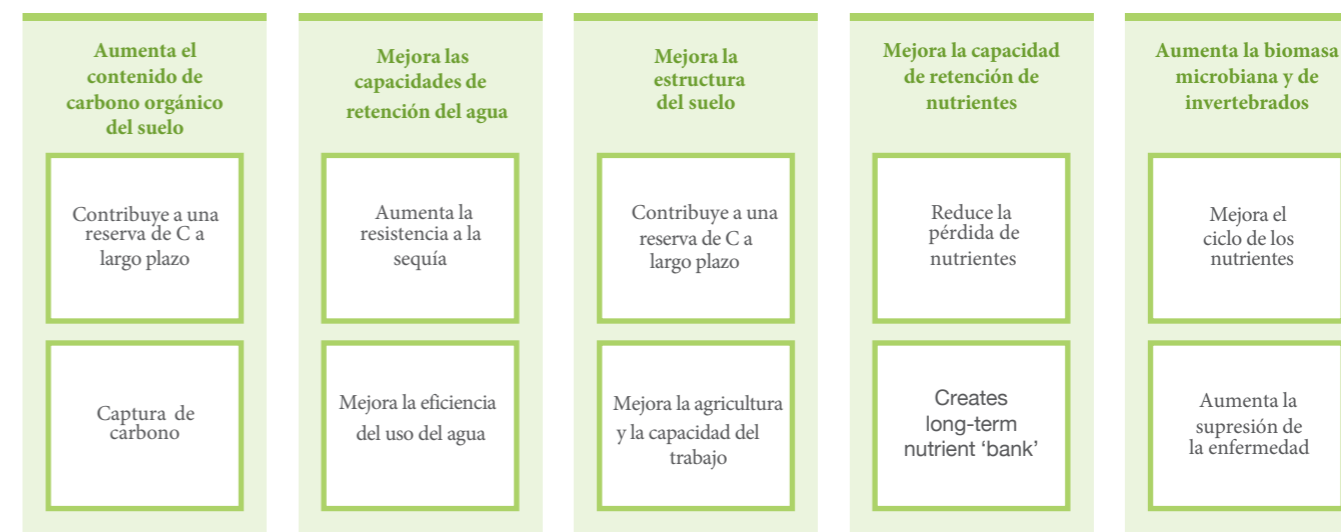 Aumenta el
contenido de
carbono orgánico
del suelo
Contribuye a una
reserva de C a
largo plazo
Captura de
carbono
Mejora las
capacidades de
retención del agua
Aumenta la
resistencia a la
sequía
Mejora la eficiencia
del uso del agua
Mejora la
estructura
del suelo
Contribuye a una
reserva de C a
largo plazo
Mejora la agricultura
y la capacidad del
trabajo
Mejora la capacidad
de retención de
nutrientes
Reduce la
pérdida de
nutrientes
Creates
long-term
nutrient ‘bank’
Aumenta la biomasa
microbiana y de
invertebrados
Mejora el
ciclo de los
nutrientes
Aumenta la
supresión de
la enfermedad